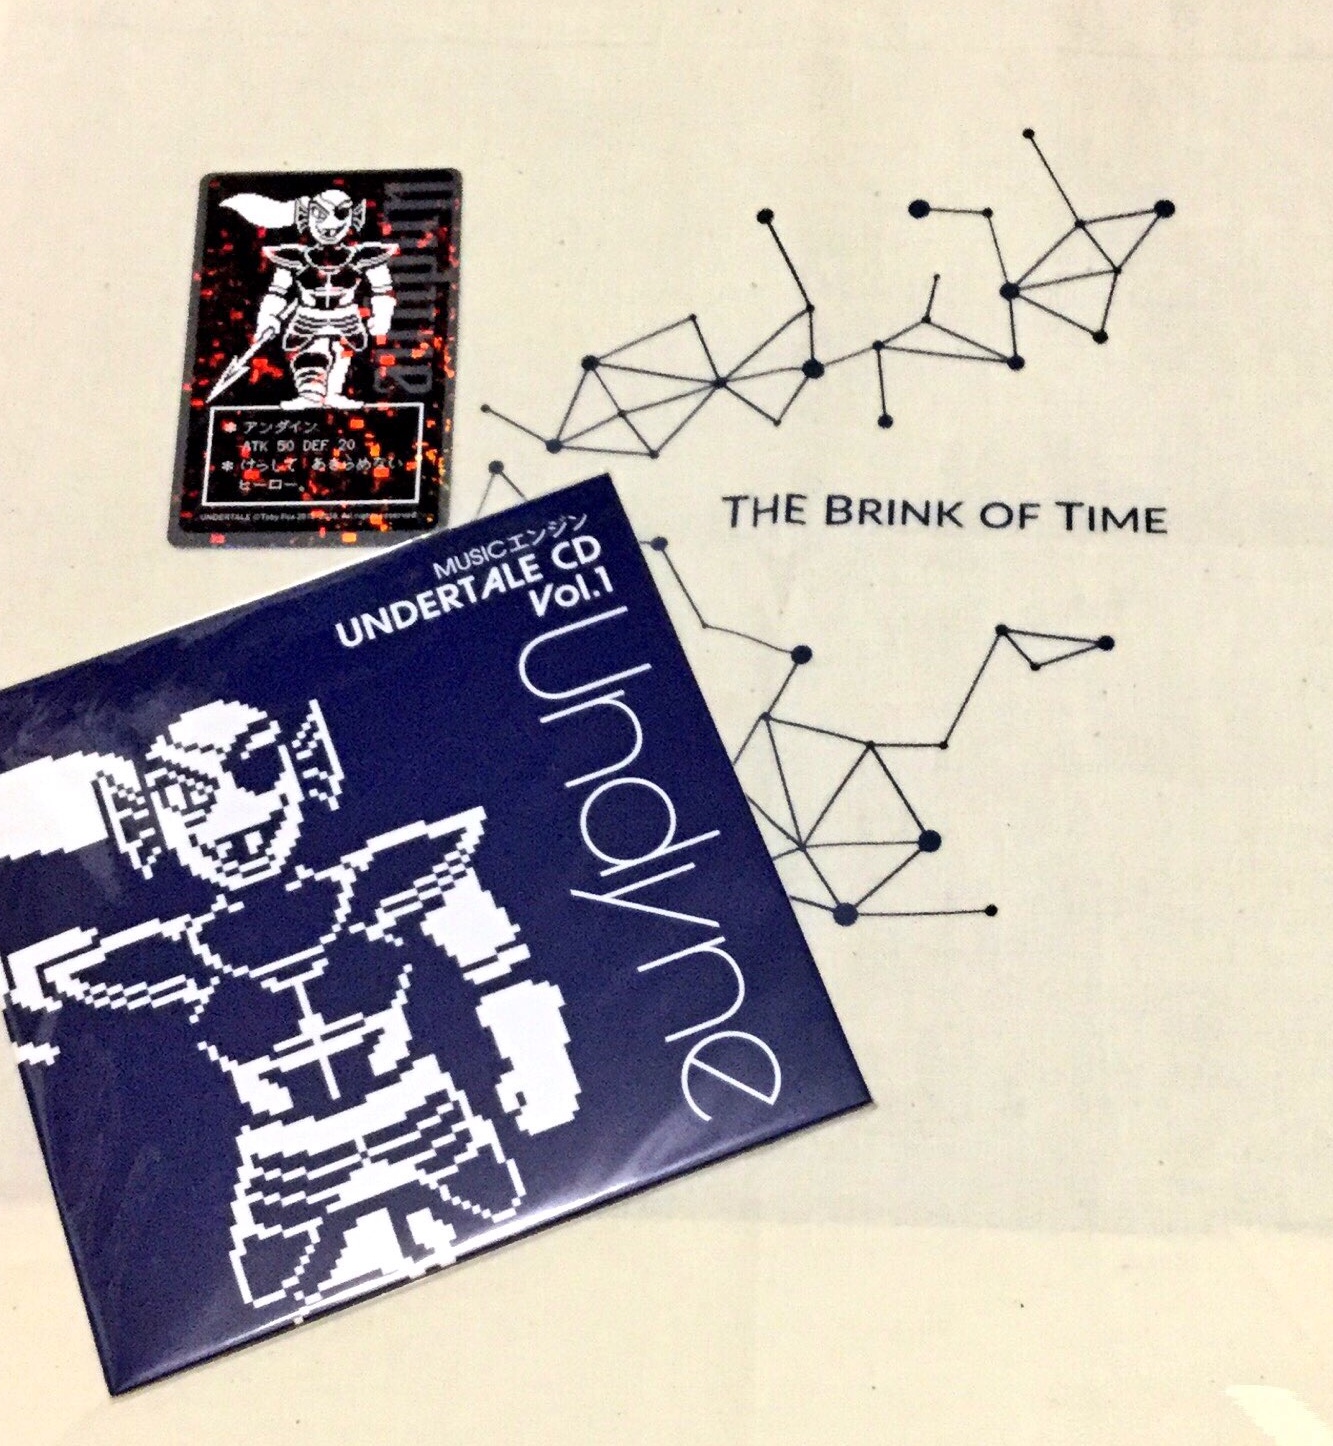 Undyne
* アンダイン
ATK 50 DEF 20
* けっして あきらめない
ヒーロー。
THE BRINK OF TIME
MUSICエンジン
UNDERTALE CD
Vol.1
Undyne